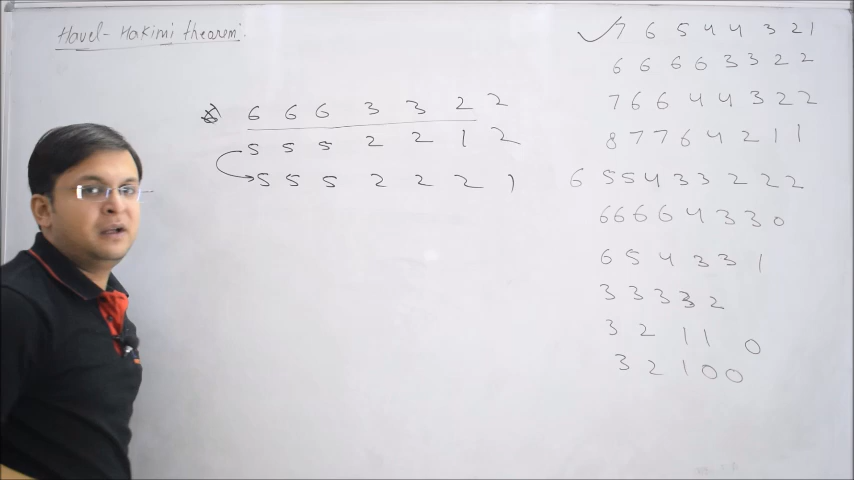 Havel-Hakimi theorem:
6 6 6 6 3 3 2 2
5 5 5 2 2 1 2
5 5 5 2 2 2 1
7 6 5 4 4 3 2 1
6 6 6 6 3 3 2 2
7 6 6 4 4 3 2 2
8 7 7 6 4 2 1 1
6 5 5 4 3 3 2 2 2
6 6 6 6 4 3 3 0
6 5 4 3 3 1
3 3 3 3 2
3 2 1 1 0
3 2 1 0 0